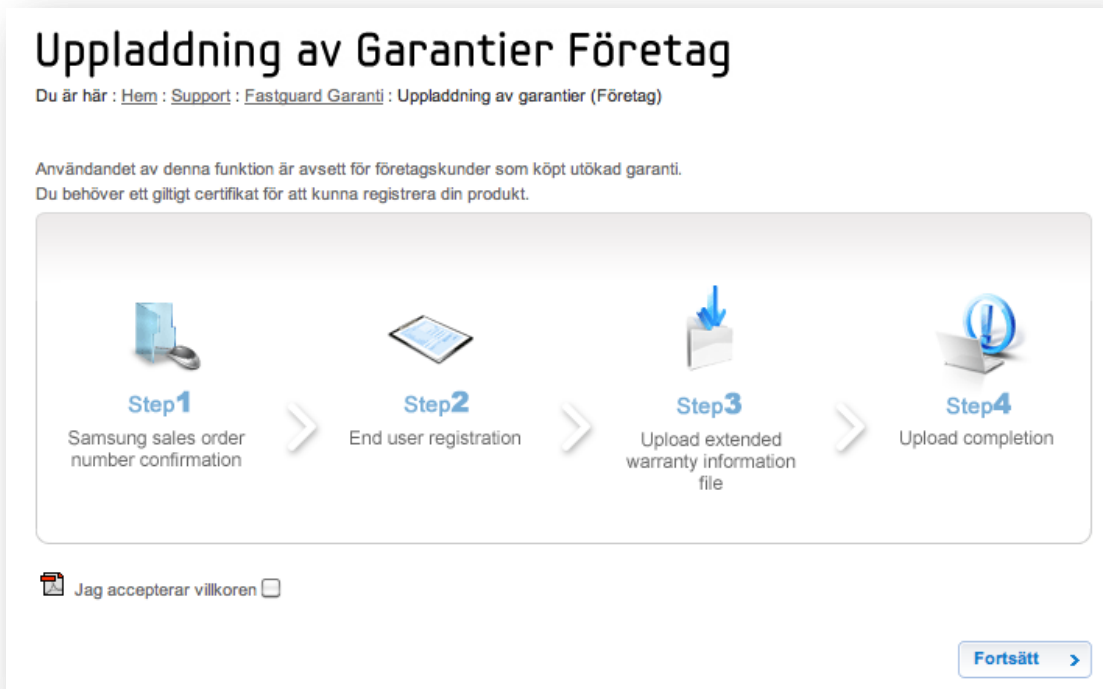 Uppladdning av Garantier Företag
Du är här : Hem : Support : Fastguard Garanti : Uppladdning av garantier (Företag)
Användandet av denna funktion är avsett för företagskunder som köpt utökad garanti.
Du behöver ett giltigt certifikat för att kunna registrera din produkt.
Step1
Samsung sales order
number confirmation
Step2
End user registration
Step3
Upload extended
warranty information
file
Step4
Upload completion
Jag accepterar villkoren
Fortsätt